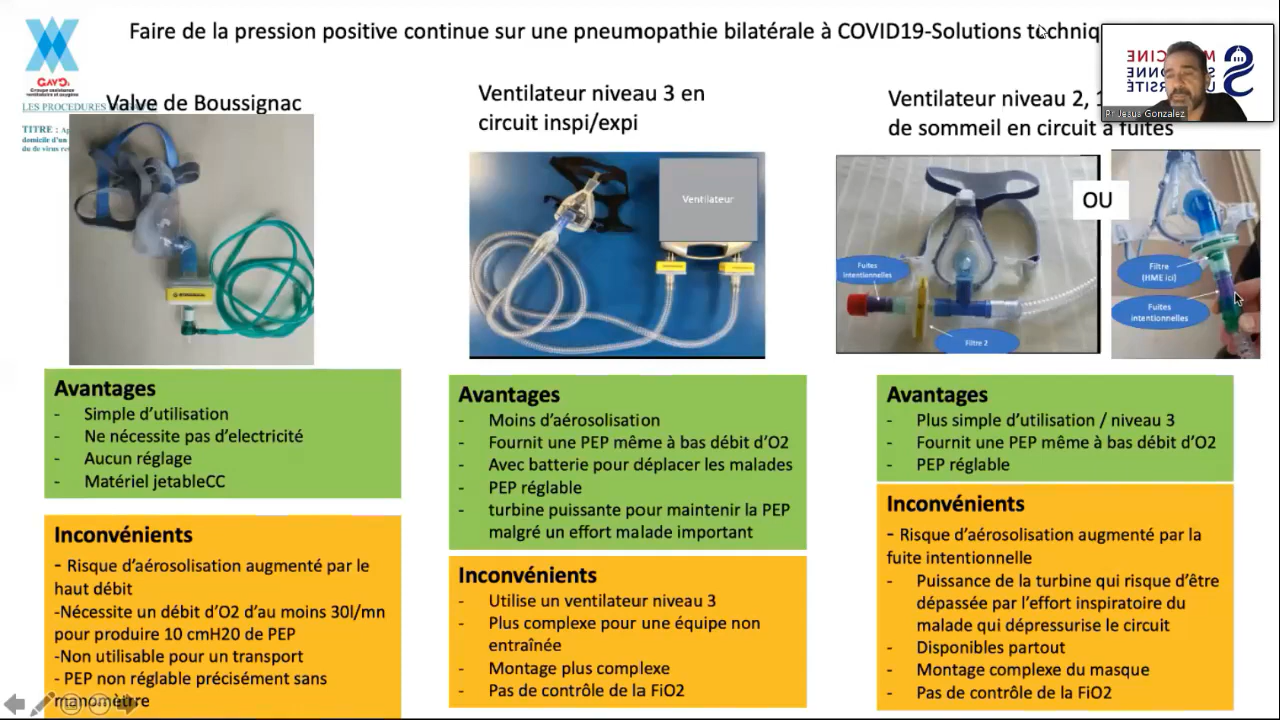 Faire de la pression positive continue sur une pneumopathie bilatérale à COVID19-Solutions techniq
CINE
NNE
SITÉ
Pr Jesus Gonzalez
LES PROCEDURES
TITRE :
domicile d'un
ou de virus
Valve de Boussignac
Ventilateur niveau 3 en
circuit inspi/expi
Ventilateur niveau 2, 1
de sommeil en circuit à fuites
Ventilateur
OU
Fuites
intentionnelles
Filtre 2
Filtre
(HME ici)
Fuites
intentionnelles
Avantages
- Simple d'utilisation
- Ne nécessite pas d'electricité
- Aucun réglage
- Matériel jetableCC
Inconvénients
- Risque d'aérosolisation augmenté par le
haut débit
-Nécessite un débit d'O2 d'au moins 30l/mn
pour produire 10 cmH20 de PEP
-Non utilisable pour un transport
- PEP non réglable précisément sans
manomètre
Avantages
- Moins d'aérosolisation
- Fournit une PEP même à bas débit d'O2
- Avec batterie pour déplacer les malades
- PEP réglable
- turbine puissante pour maintenir la PEP
malgré un effort malade important
Inconvénients
- Utilise un ventilateur niveau 3
- Plus complexe pour une équipe non
entraînée
- Montage plus complexe
- Pas de contrôle de la FiO2
Avantages
- Plus simple d'utilisation / niveau 3
- Fournit une PEP même à bas débit d'O2
- PEP réglable
Inconvénients
- Risque d'aérosolisation augmenté par la
fuite intentionnelle
- Puissance de la turbine qui risque d'être
dépassée par l'effort inspiratoire du
malade qui dépressurise le circuit
- Disponibles partout
- Montage complexe du masque
- Pas de contrôle de la FiO2